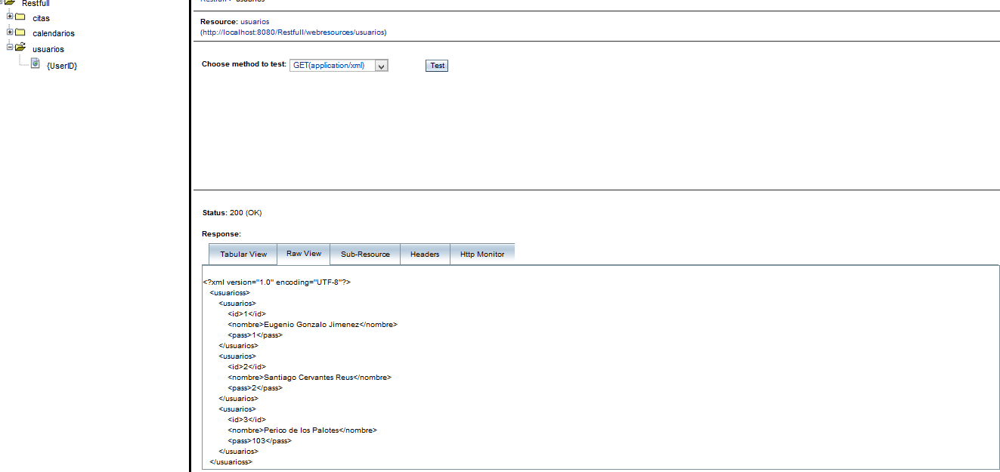 Restfull
citas
calendarios
usuarios
{UserID}
Restfull > usuarios
Resource: usuarios
(http://localhost:8080/Restfull/webresources/usuarios)
Choose method to test: GET(application/xml) Test
Status: 200 (OK)
Response:
Tabular View Raw View Sub-Resource Headers Http Monitor
<?xml version="1.0" encoding="UTF-8"?>
<usuarioss>
<usuarios>
<id>1</id>
<nombre>Eugenio Gonzalo Jimenez</nombre>
<pass>1</pass>
</usuarios>
<usuarios>
<id>2</id>
<nombre>Santiago Cervantes Reus</nombre>
<pass>2</pass>
</usuarios>
<usuarios>
<id>3</id>
<nombre>Perico de los Palotes</nombre>
<pass>103</pass>
</usuarios>
</usuarioss>